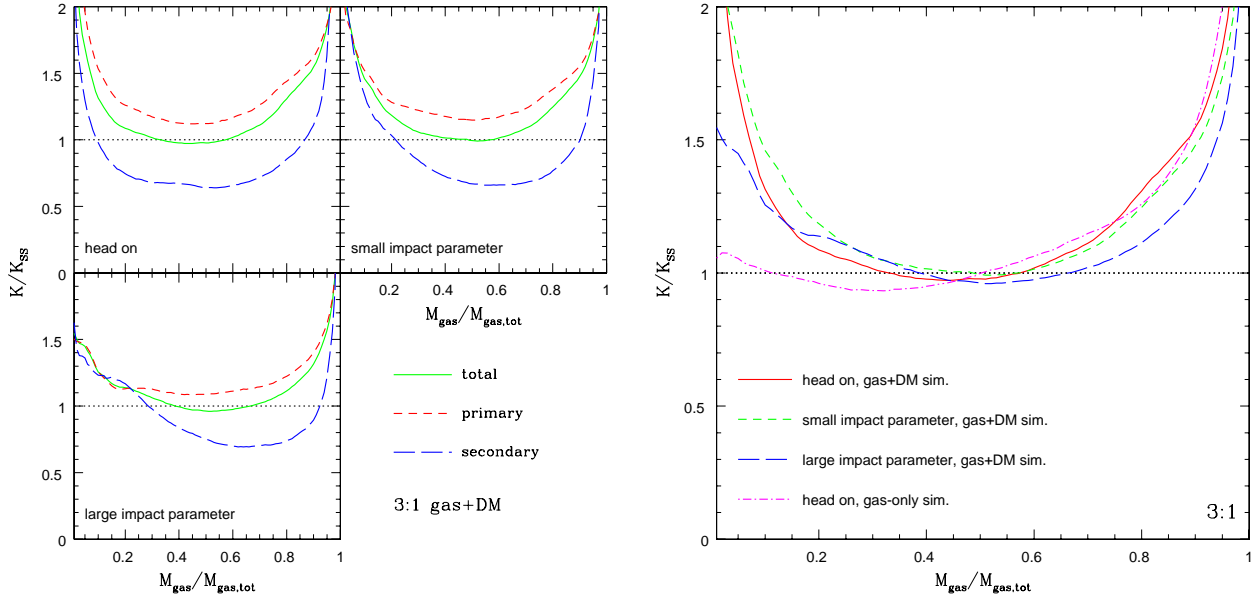 2
1.5
1
0.5
0
K/K_SS
head on
small impact parameter
0.2 0.4 0.6 0.8 1
M_gas/M_gas,tot
2
1.5
1
0.5
0
large impact parameter
0.2 0.4 0.6 0.8 1
M_gas/M_gas,tot
total
primary
secondary
3:1 gas+DM
2
1.5
1
0.5
0
K/K_SS
head on, gas+DM sim.
small impact parameter, gas+DM sim.
large impact parameter, gas+DM sim.
head on, gas-only sim.
3:1
0.2 0.4 0.6 0.8 1
M_gas/M_gas,tot